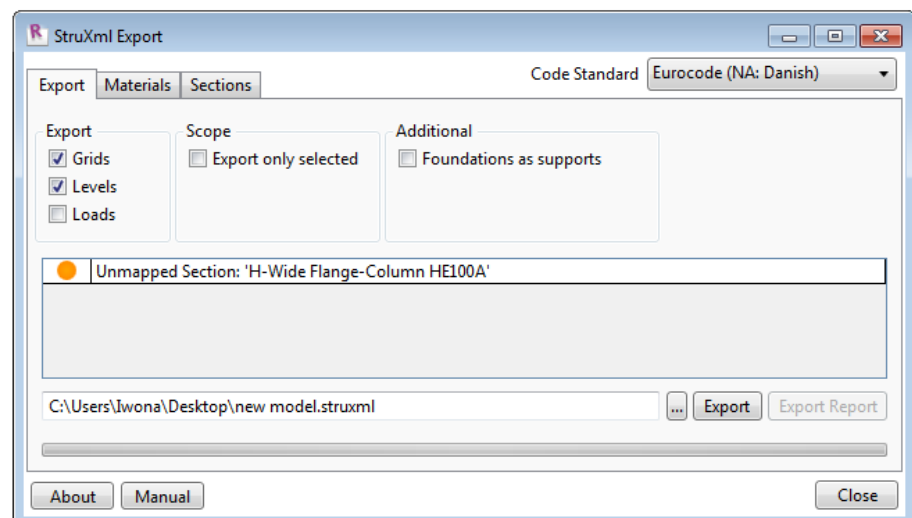 StruXml Export
Code Standard Eurocode (NA: Danish)
Export Materials Sections
Export Scope Additional
Grids Export only selected Foundations as supports
Levels
Loads
Unmapped Section: 'H-Wide Flange-Column HE100A'
C:\Users\Iwona\Desktop\new model.struxml ... Export Export Report
About Manual Close